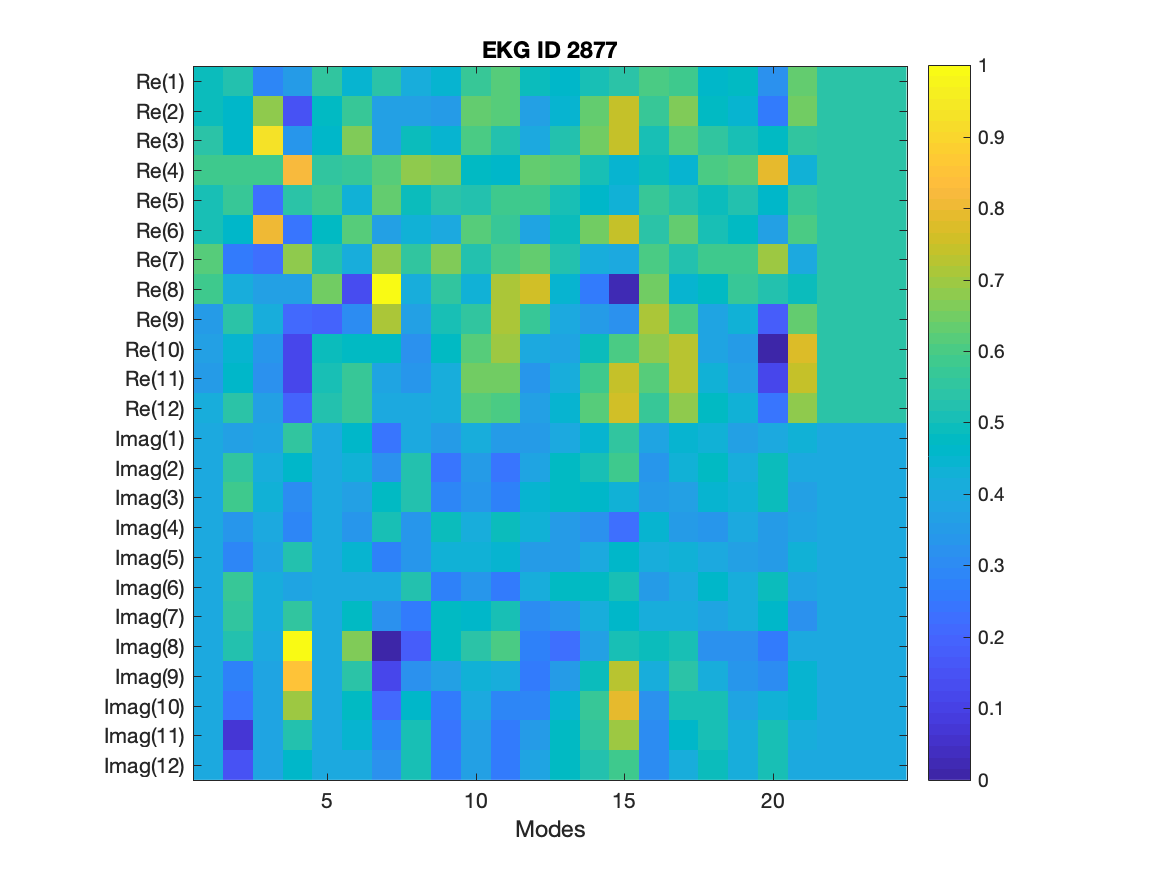 EKG ID 2877
Re(1)
Re(2)
Re(3)
Re(4)
Re(5)
Re(6)
Re(7)
Re(8)
Re(9)
Re(10)
Re(11)
Re(12)
Imag(1)
Imag(2)
Imag(3)
Imag(4)
Imag(5)
Imag(6)
Imag(7)
Imag(8)
Imag(9)
Imag(10)
Imag(11)
Imag(12)
5 10 15 20
Modes
1
0.9
0.8
0.7
0.6
0.5
0.4
0.3
0.2
0.1
0